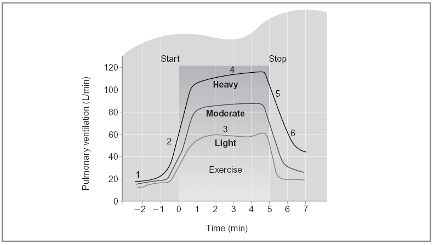 Start
Stop
120
100
80
60
40
20
0
Pulmonary ventilation (L/min)
4
Heavy
5
Moderate
2
3
6
Light
1
Exercise
−2 −1 0 1 2 3 4 5 6 7
Time (min)